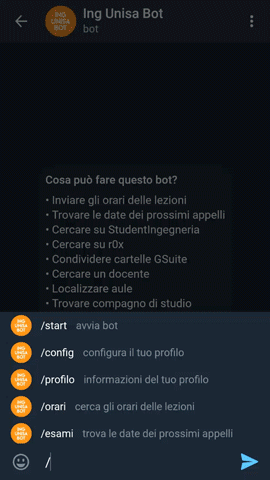 ING
UNISA
BOT
Ing Unisa Bot
bot
Cosa può fare questo bot?
• Inviare gli orari delle lezioni
• Trovare le date dei prossimi appelli
• Cercare su StudentIngegneria
• Cercare su r0x
• Condividere cartelle GSuite
• Cercare un docente
• Localizzare aule
• Trovare compagno di studio
ING UNISA BOT /start avvia bot
ING UNISA BOT /config configura il tuo profilo
ING UNISA BOT /profilo informazioni del tuo profilo
ING UNISA BOT /orari cerca gli orari delle lezioni
ING UNISA BOT /esami trova le date dei prossimi appelli
/